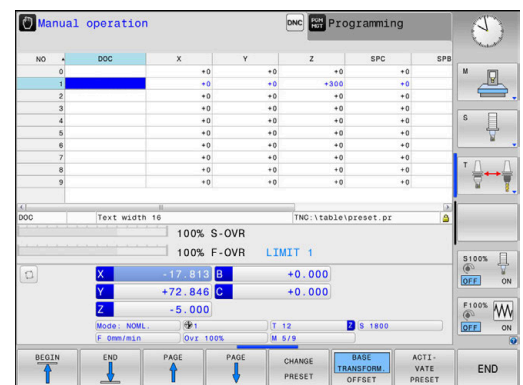 Manual operation
DNC
PGM MGT
Programming
NO DOC X Y Z SPC SPB
0 +0 +0 +0 +0
1 +0 +0 +300 +0
2 +0 +0 +0 +0
3 +0 +0 +0 +0
4 +0 +0 +0 +0
5 +0 +0 +0 +0
6 +0 +0 +0 +0
7 +0 +0 +0 +0
8 +0 +0 +0 +0
9 +0 +0 +0 +0
DOC Text width 16 TNC:\table\preset.pr
100% S-OVR
100% F-OVR LIMIT 1
X -17.813 B +0.000
Y +72.846 C +0.000
Z -5.000
Mode: NOML. 1 T 12 Z S 1800
F 0mm/min Ovr 100% M 5/9
M
S
T
S100%
OFF ON
F100%
OFF ON
BEGIN
END
PAGE
PAGE
CHANGE
PRESET
BASE
TRANSFORM.
OFFSET
ACTI-
VATE
PRESET
END